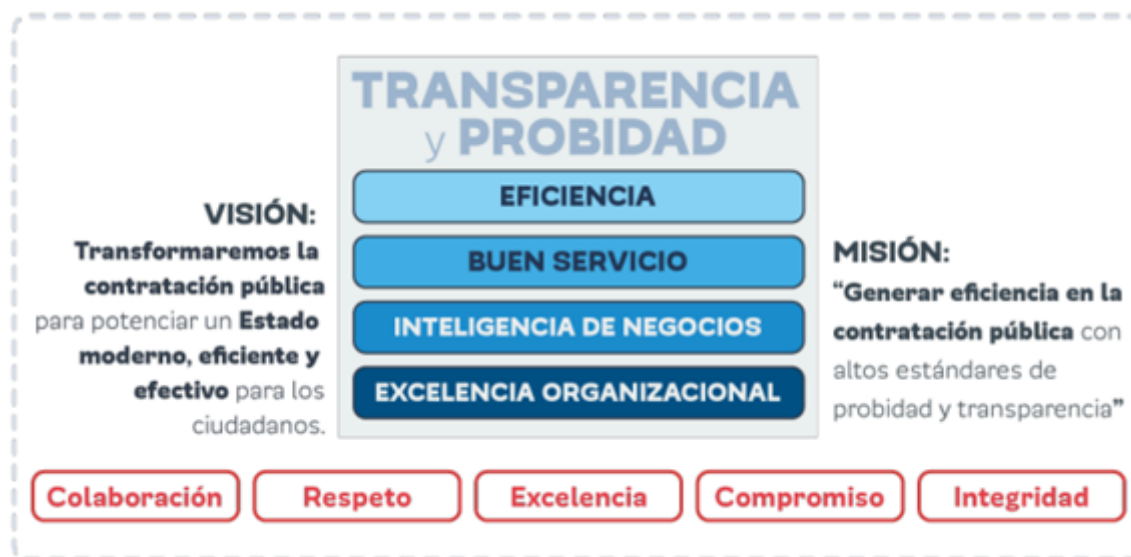 TRANSPARENCIA
y PROBIDAD
EFICIENCIA
BUEN SERVICIO
INTELIGENCIA DE NEGOCIOS
EXCELENCIA ORGANIZACIONAL
VISIÓN:
Transformaremos la
contratación pública
para potenciar un Estado
moderno, eficiente y
efectivo para los
ciudadanos.
MISIÓN:
“Generar eficiencia en la
contratación pública con
altos estándares de
probidad y transparencia”
Colaboración
Respeto
Excelencia
Compromiso
Integridad